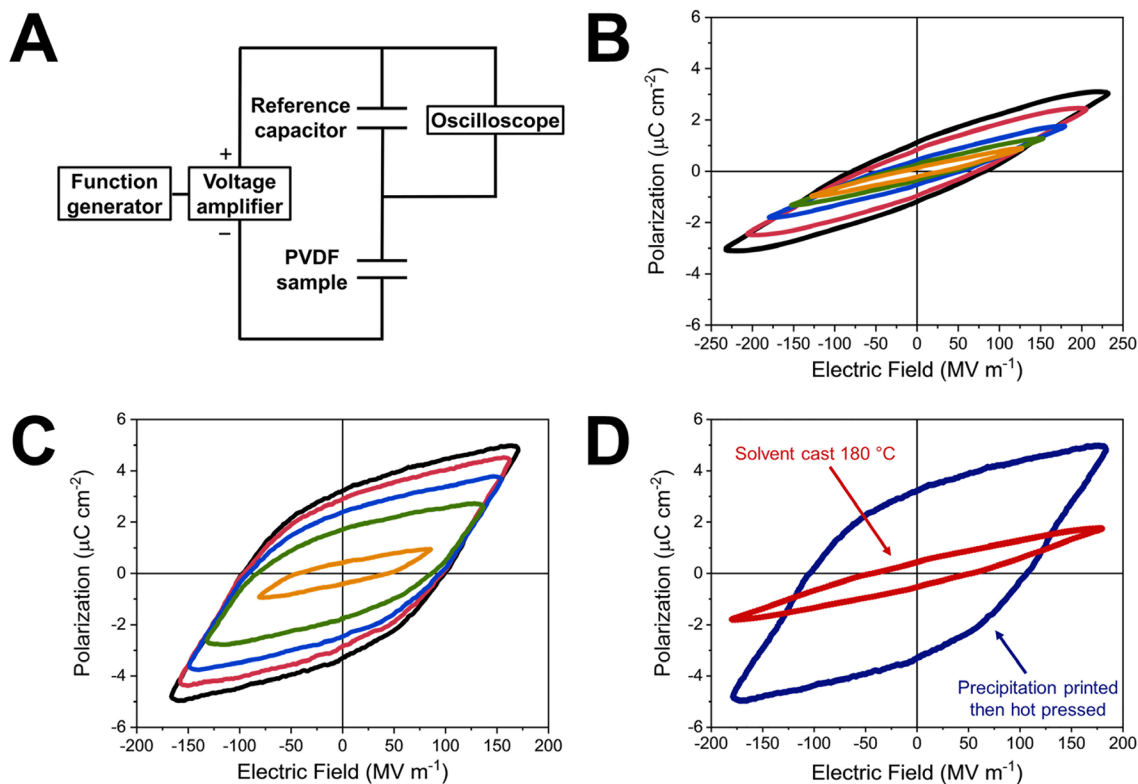 A
Reference
capacitor
Oscilloscope
+
Function
generator
Voltage
amplifier
−
PVDF
sample
B
Polarization (μC cm-2)
6
4
2
0
-2
-4
-6
-250 -200 -150 -100 -50 0 50 100 150 200 250
Electric Field (MV m-1)
C
Polarization (μC cm-2)
6
4
2
0
-2
-4
-6
-200 -150 -100 -50 0 50 100 150 200
Electric Field (MV m-1)
D
Polarization (μC cm-2)
6
4
2
0
-2
-4
-6
Solvent cast 180 °C
Precipitation printed
then hot pressed
-200 -150 -100 -50 0 50 100 150 200
Electric Field (MV m-1)